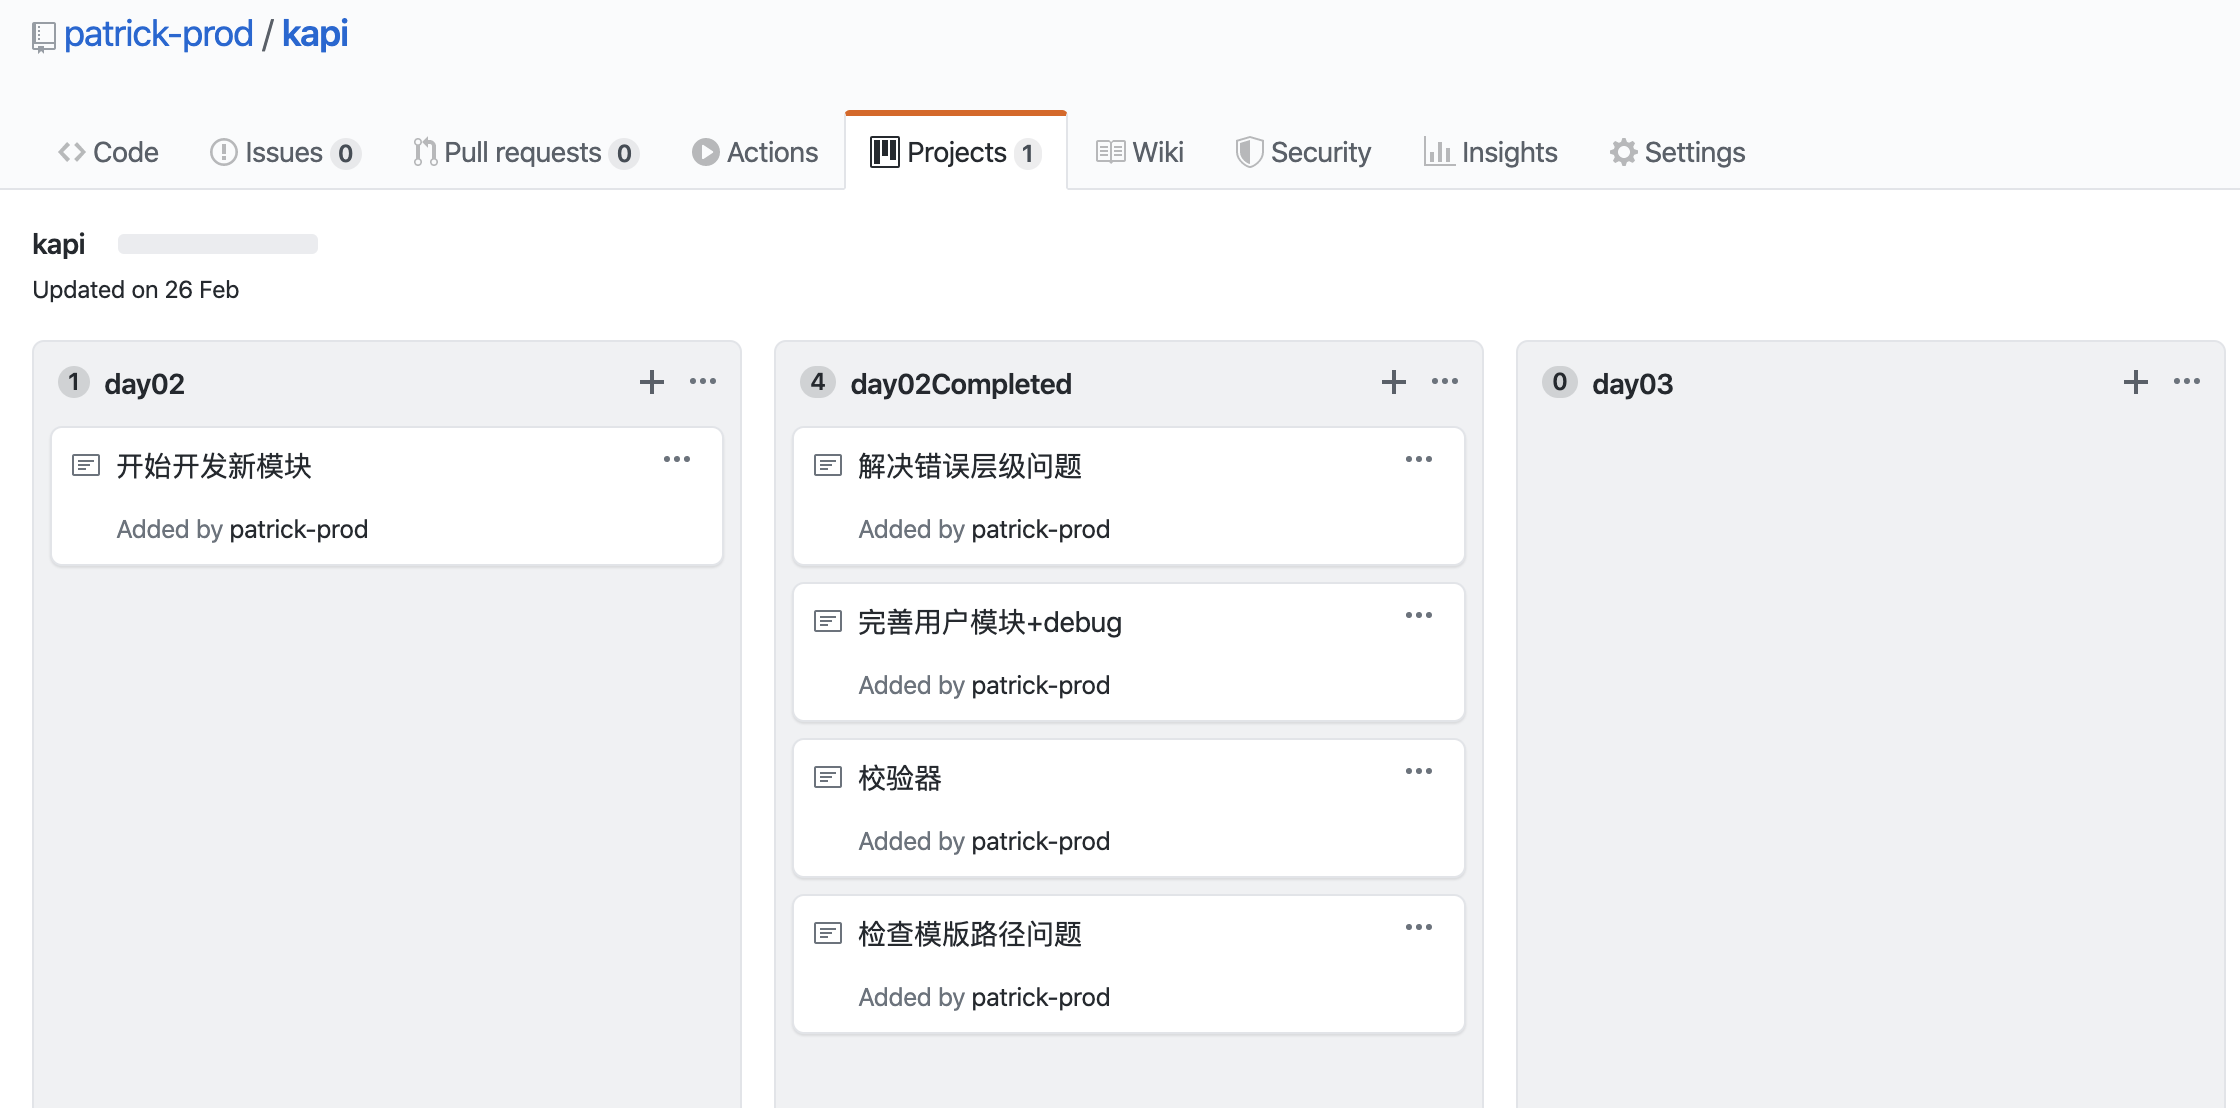 patrick-prod / kapi
Code Issues 0 Pull requests 0 Actions Projects 1 Wiki Security Insights Settings
kapi
Updated on 26 Feb
1 day02
开始开发新模块
Added by patrick-prod
4 day02Completed
解决错误层级问题
Added by patrick-prod
完善用户模块+debug
Added by patrick-prod
校验器
Added by patrick-prod
检查模版路径问题
Added by patrick-prod
0 day03